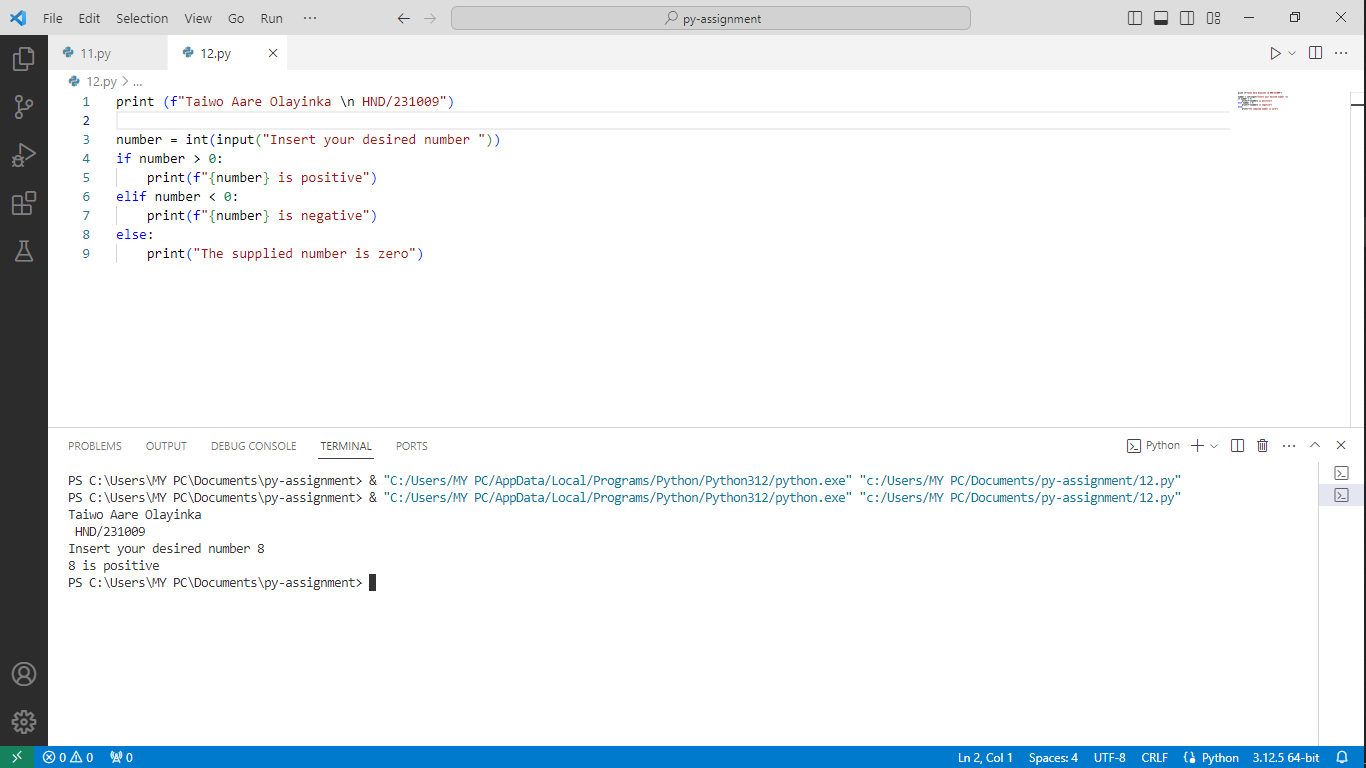 File Edit Selection View Go Run ··· py-assignment
11.py 12.py
12.py > ...
1 print (f"Taiwo Aare Olayinka \n HND/231009")
2
3 number = int(input("Insert your desired number "))
4 if number > 0:
5     print(f"{number} is positive")
6 elif number < 0:
7     print(f"{number} is negative")
8 else:
9     print("The supplied number is zero")
PROBLEMS OUTPUT DEBUG CONSOLE TERMINAL PORTS Python
PS C:\Users\MY PC\Documents\py-assignment> & "C:/Users/MY PC/AppData/Local/Programs/Python/Python312/python.exe" "c:/Users/MY PC/Documents/py-assignment/12.py"
PS C:\Users\MY PC\Documents\py-assignment> & "C:/Users/MY PC/AppData/Local/Programs/Python/Python312/python.exe" "c:/Users/MY PC/Documents/py-assignment/12.py"
Taiwo Aare Olayinka
 HND/231009
Insert your desired number 8
8 is positive
PS C:\Users\MY PC\Documents\py-assignment>
0 0 0 Ln 2, Col 1 Spaces: 4 UTF-8 CRLF Python 3.12.5 64-bit